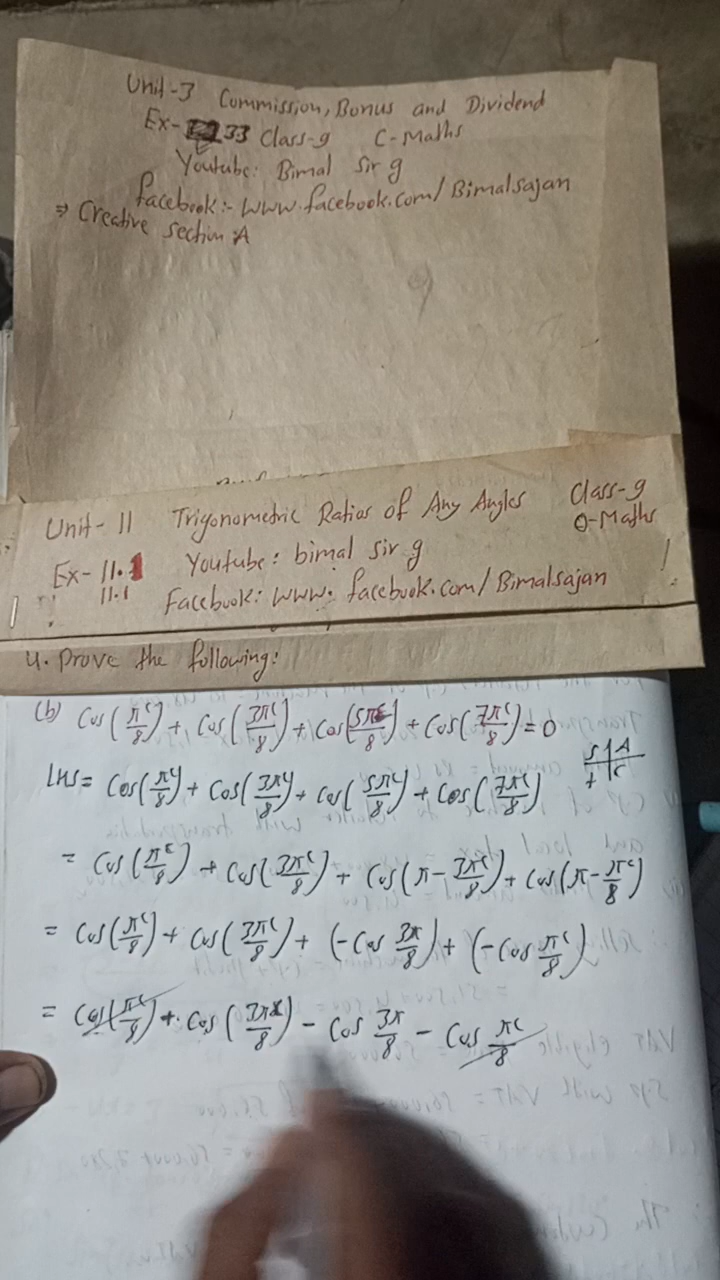 Unit-3 Commission, Bonus and Dividend
Ex- 33 Class-9 C-Maths
Youtube: Bimal Sir g
Facebook:- www.facebook.com/Bimalsajan
⇒ Creative section: A
Unit- 11 Trigonometric Ratios of Any Angles Class-9
O-Maths
Ex- 11.1 Youtube: bimal sir g
11.1 Facebook: www.facebook.com/Bimalsajan
4. Prove the following:
(b) Cos(π^c/8) + Cos(3π^c/8) + Cos(5π^c/8) + Cos(7π^c/8) = 0
LHS = Cos(π^c/8) + Cos(3π^c/8) + Cos(5π^c/8) + Cos(7π^c/8)
S A
t C
= Cos(π^c/8) + Cos(3π^c/8) + Cos(π - 3π^c/8) + Cos(π - π^c/8)
= Cos(π^c/8) + Cos(3π^c/8) + (-Cos 3π/8) + (-Cos π^c/8)
= Cos(π^c/8) + Cos(3π^c/8) - Cos 3π/8 - Cos π^c/8